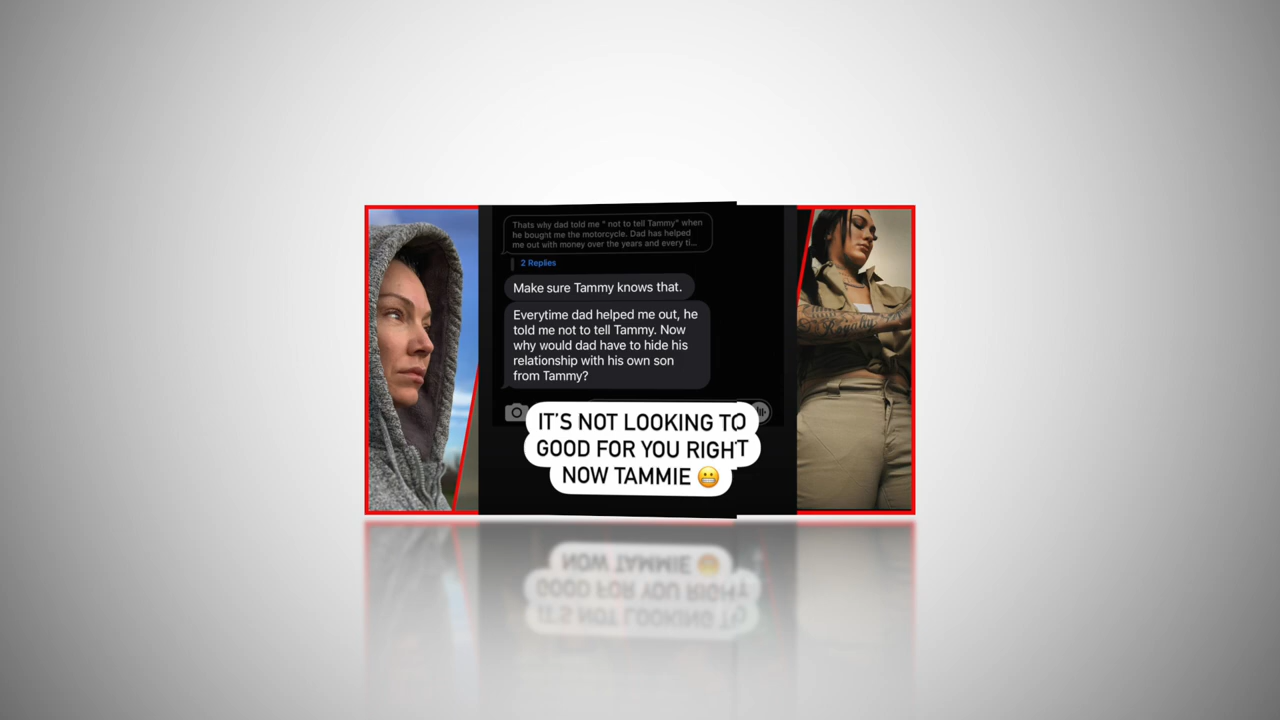 Thats why dad told me " not to tell Tammy" when
he bought me the motorcycle. Dad has helped
me out with money over the years and every ti...
2 Replies
Make sure Tammy knows that.
Everytime dad helped me out, he
told me not to tell Tammy. Now
why would dad have to hide his
relationship with his own son
from Tammy?
IT'S NOT LOOKING TO
GOOD FOR YOU RIGHT
NOW TAMMIE 😬